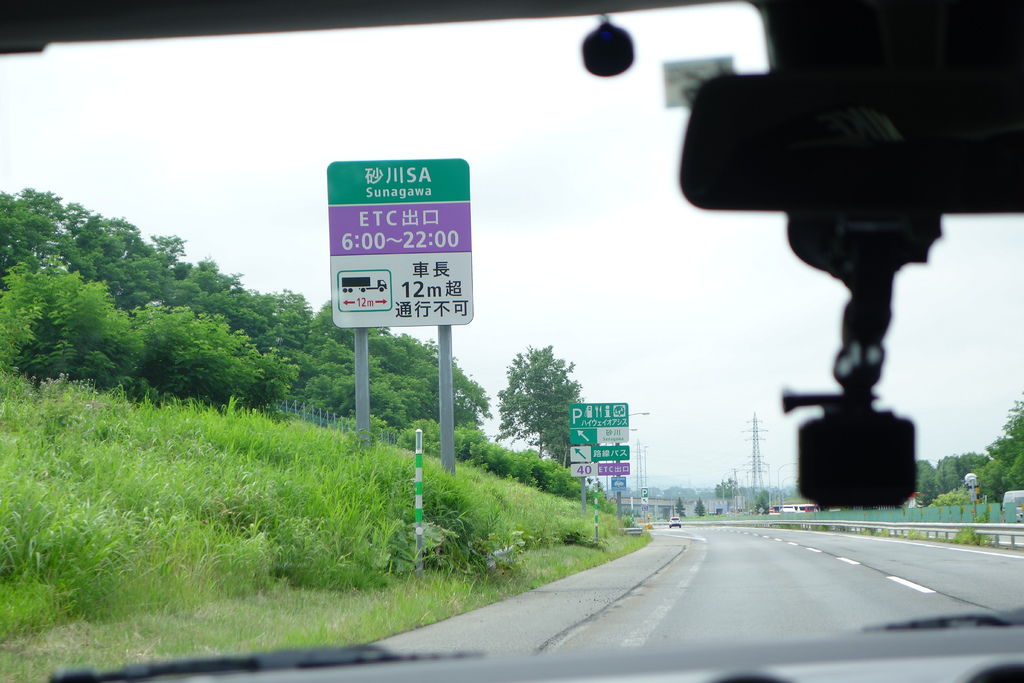 砂川SA
Sunagawa
ETC出口
6:00〜22:00
車長
12m超
通行不可
12m
P
ハイウェイオアシス
砂川
Sunagawa
路線バス
40 ETC出口